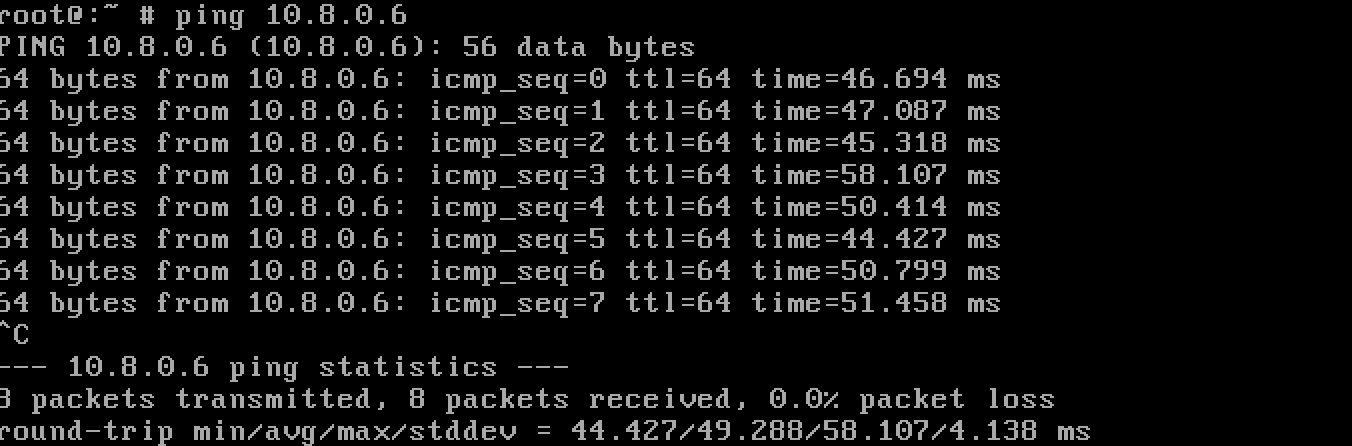 root@:~ # ping 10.8.0.6
PING 10.8.0.6 (10.8.0.6): 56 data bytes
64 bytes from 10.8.0.6: icmp_seq=0 ttl=64 time=46.694 ms
64 bytes from 10.8.0.6: icmp_seq=1 ttl=64 time=47.087 ms
64 bytes from 10.8.0.6: icmp_seq=2 ttl=64 time=45.318 ms
64 bytes from 10.8.0.6: icmp_seq=3 ttl=64 time=58.107 ms
64 bytes from 10.8.0.6: icmp_seq=4 ttl=64 time=50.414 ms
64 bytes from 10.8.0.6: icmp_seq=5 ttl=64 time=44.427 ms
64 bytes from 10.8.0.6: icmp_seq=6 ttl=64 time=50.799 ms
64 bytes from 10.8.0.6: icmp_seq=7 ttl=64 time=51.458 ms
^C
--- 10.8.0.6 ping statistics ---
8 packets transmitted, 8 packets received, 0.0% packet loss
round-trip min/avg/max/stddev = 44.427/49.288/58.107/4.138 ms